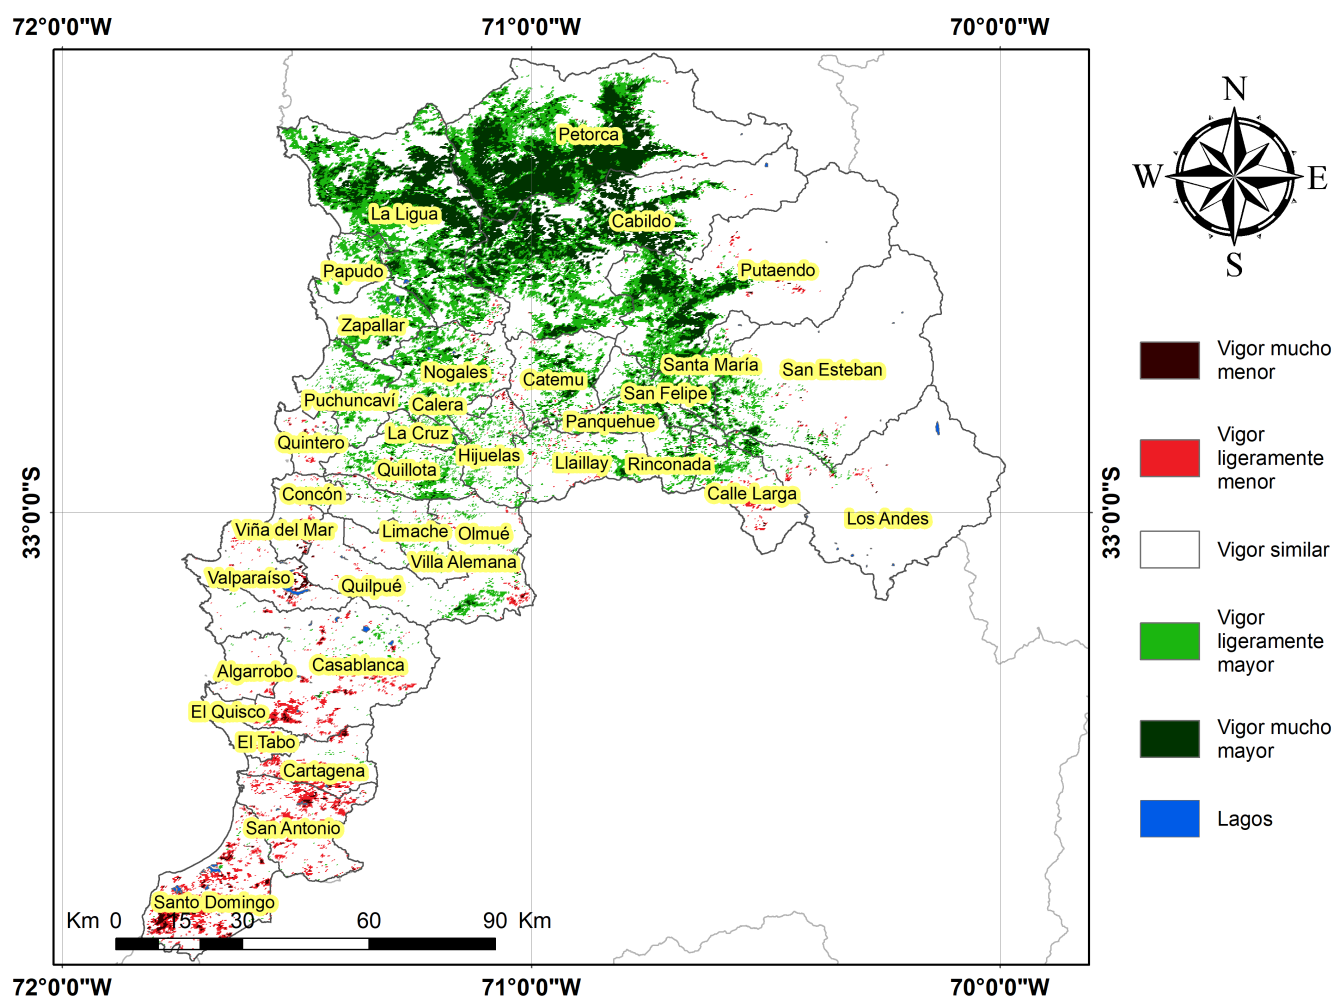 72°0'0"W 71°0'0"W 70°0'0"W
N
W E
S
33°0'0"S 33°0'0"S
Petorca
La Ligua
Cabildo
Papudo
Putaendo
Zapallar
Nogales
Catemu
Santa María
San Esteban
San Felipe
Puchuncaví
Calera
Panquehue
La Cruz
Quintero
Hijuelas
Quillota
Llaillay
Rinconada
Concón
Calle Larga
Viña del Mar
Limache
Olmué
Los Andes
Villa Alemana
Valparaíso
Quilpué
Algarrobo
Casablanca
El Quisco
El Tabo
Cartagena
San Antonio
Santo Domingo
Km 0 15 30 60 90 Km
72°0'0"W 71°0'0"W 70°0'0"W
Vigor mucho
menor
Vigor
ligeramente
menor
Vigor similar
Vigor
ligeramente
mayor
Vigor mucho
mayor
Lagos